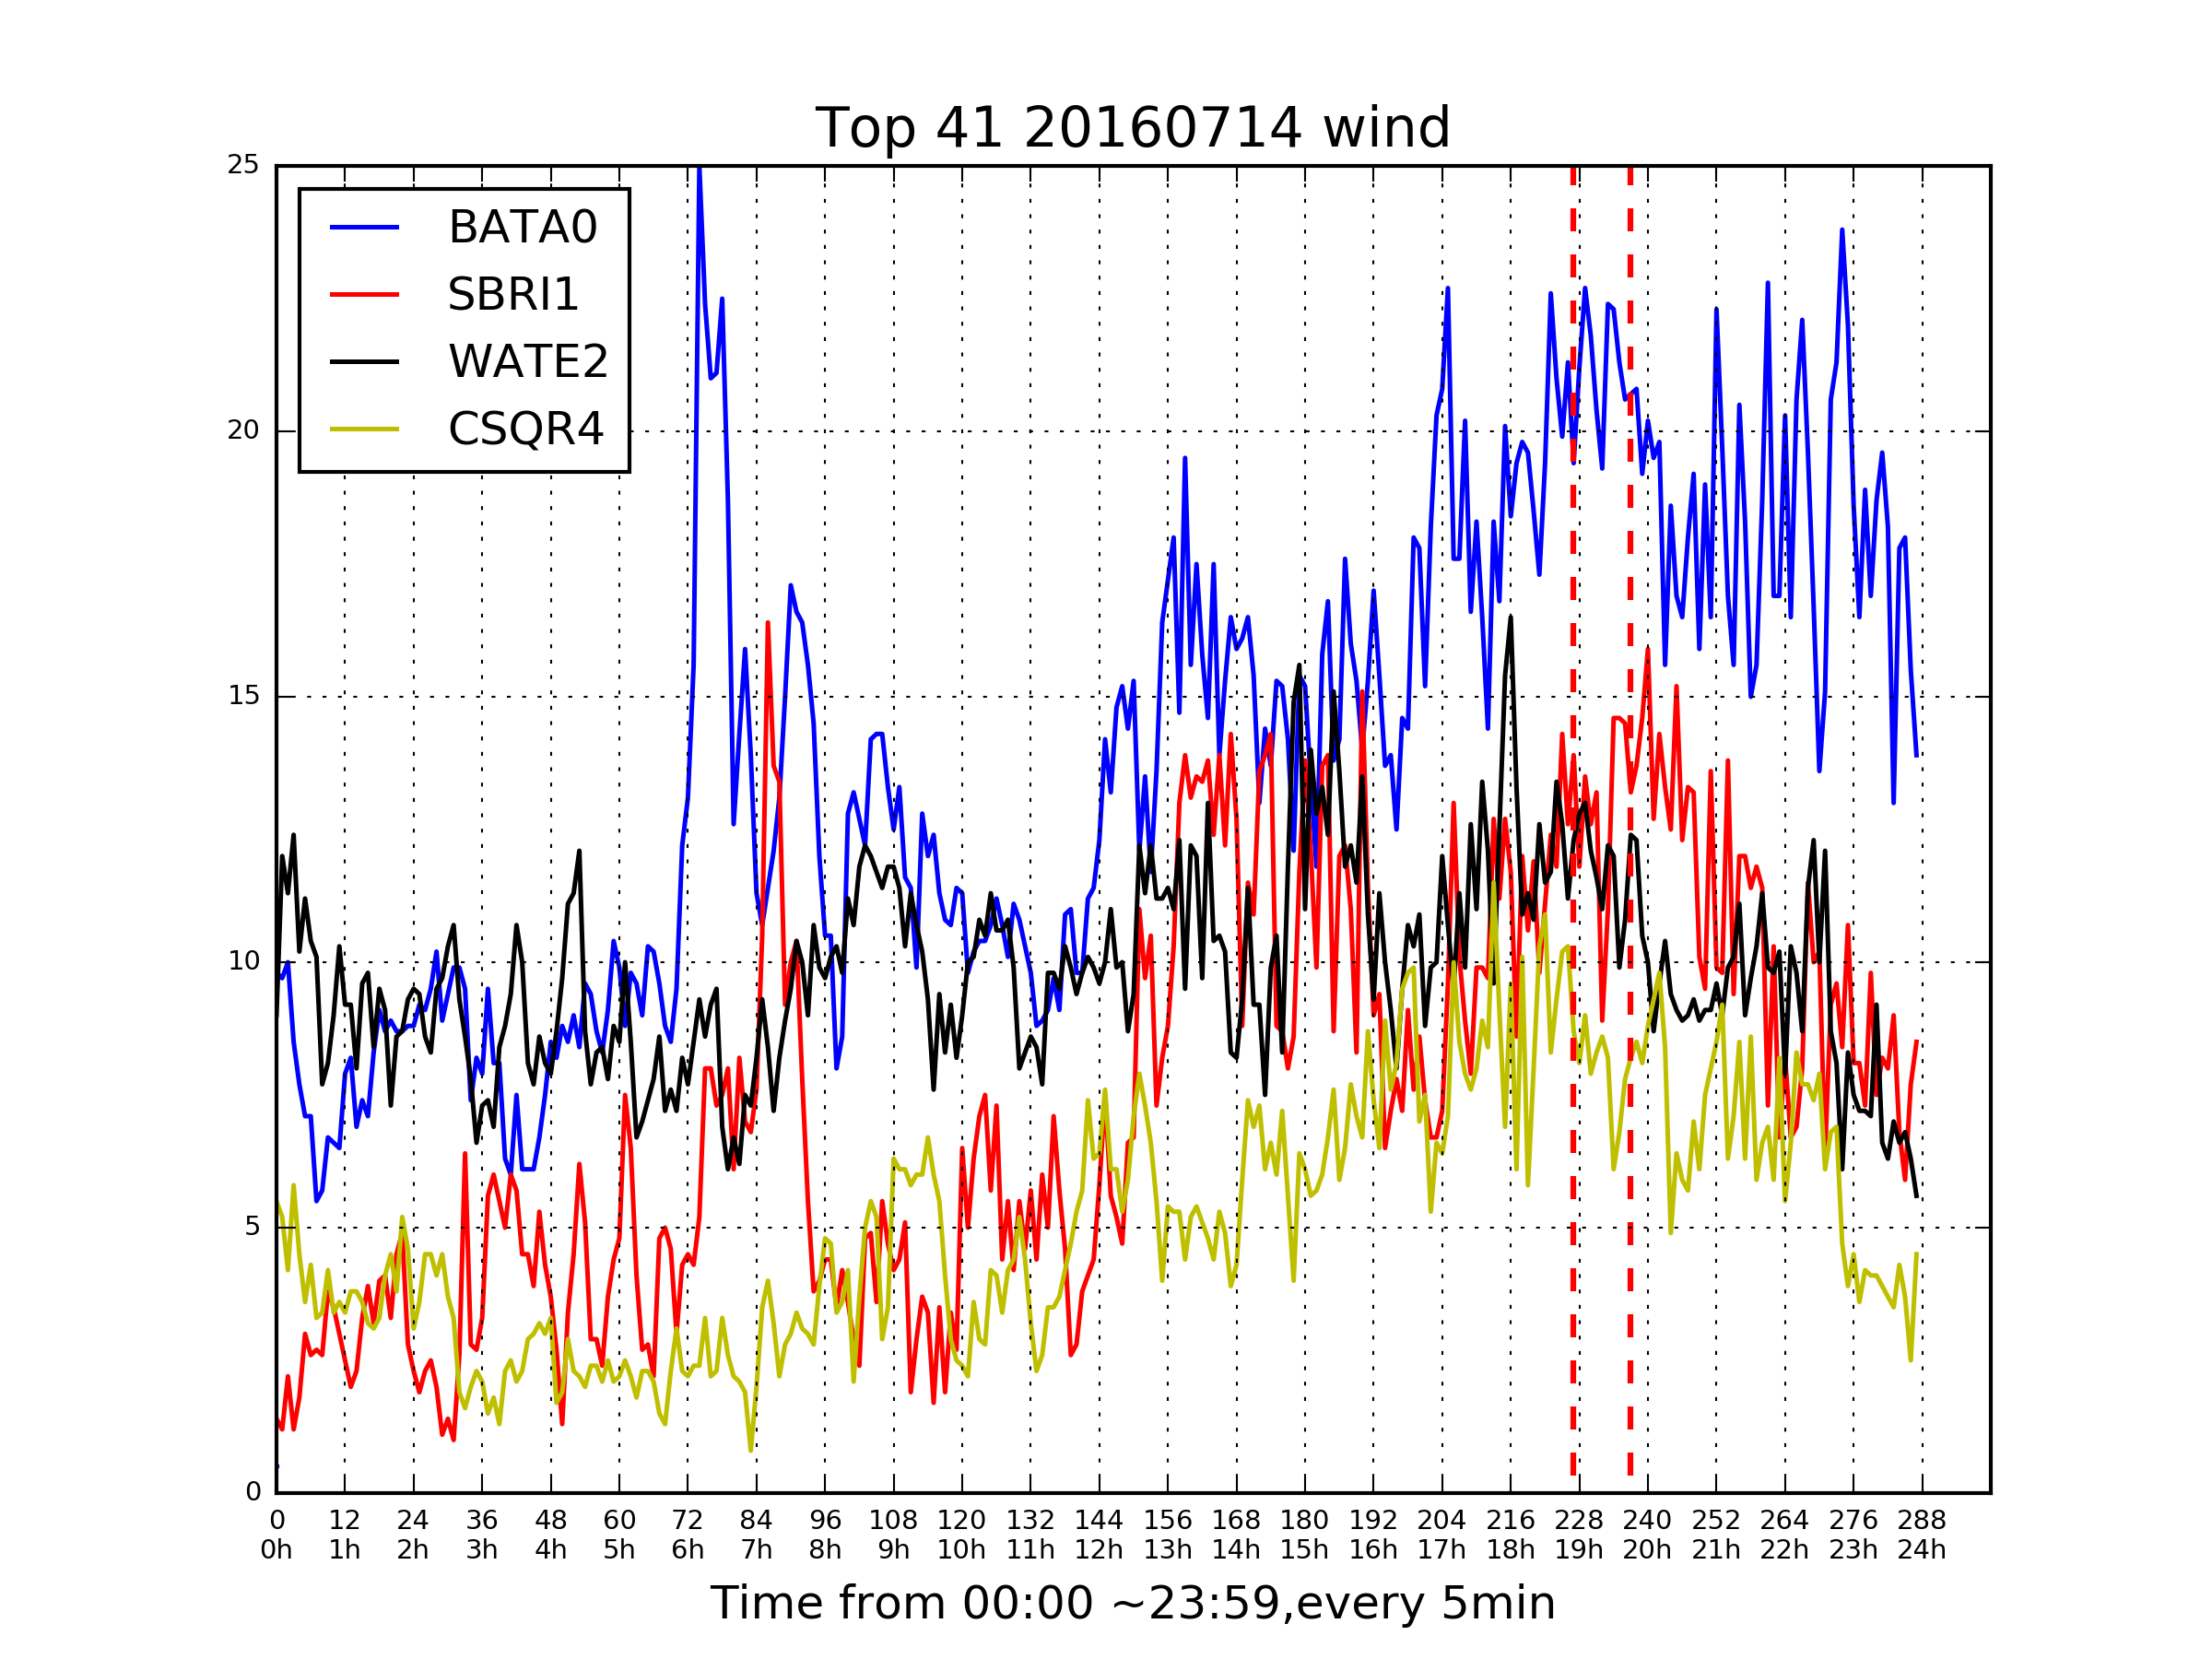 Top 41 20160714 wind
25
20
15
10
5
0
BATA0
SBRI1
WATE2
CSQR4
0 12 24 36 48 60 72 84 96 108 120 132 144 156 168 180 192 204 216 228 240 252 264 276 288
0h 1h 2h 3h 4h 5h 6h 7h 8h 9h 10h 11h 12h 13h 14h 15h 16h 17h 18h 19h 20h 21h 22h 23h 24h
Time from 00:00 ~23:59,every 5min